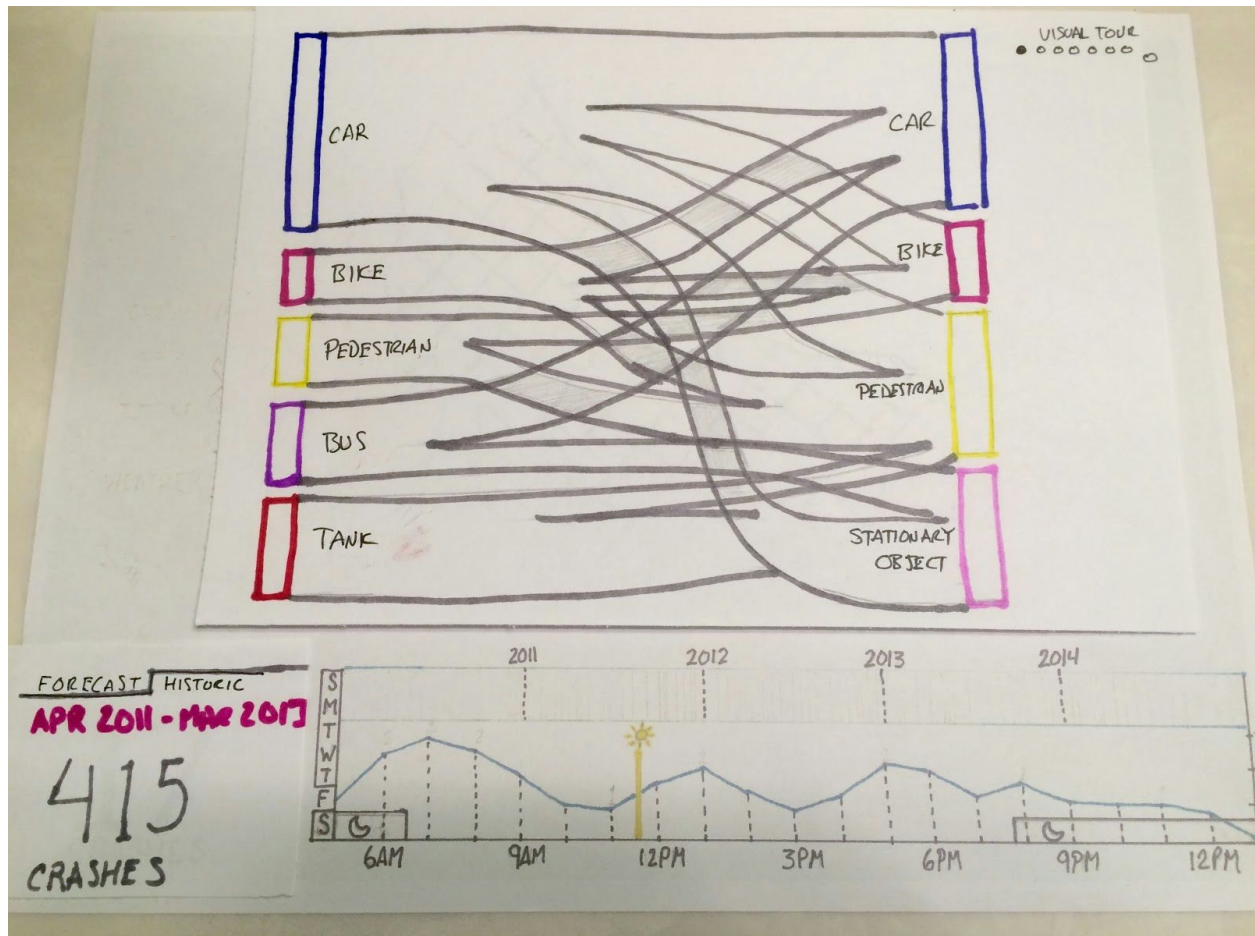 VISUAL TOUR
CAR
CAR
BIKE
BIKE
PEDESTRIAN
PEDESTRIAN
BUS
TANK
STATIONARY
OBJECT
FORECAST HISTORIC
APR 2011 - MAR 2013
415
CRASHES
2011 2012 2013 2014
S
M
T
W
T
F
S
6AM 9AM 12PM 3PM 6PM 9PM 12PM